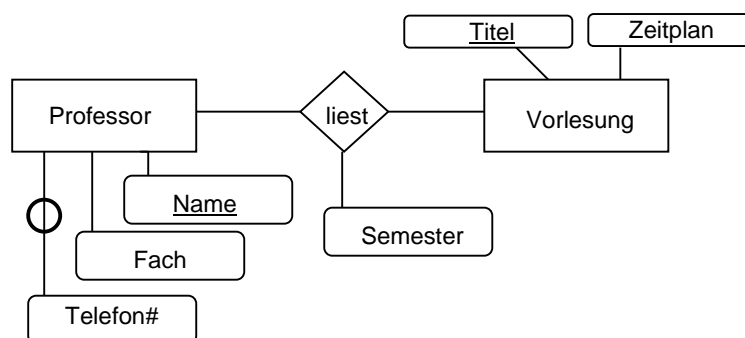 Titel
Zeitplan
Professor
liest
Vorlesung
Name
Semester
Fach
Telefon#